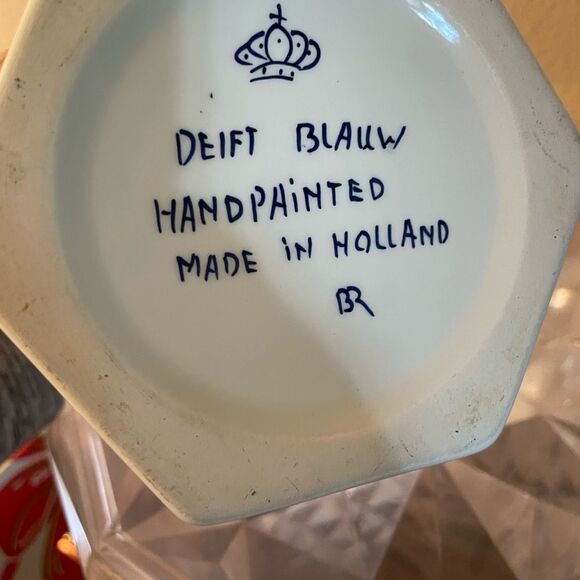 DEIFT BLAUW
HANDPAiNTED
MADE iN HOLLAND
BR